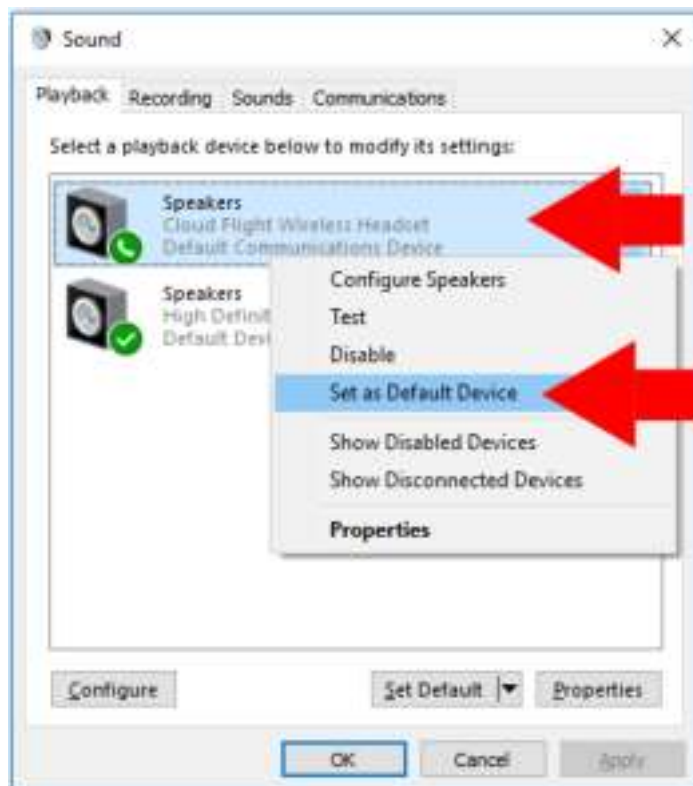 Sound
Playback Recording Sounds Communications
Select a playback device below to modify its settings:
Speakers
Cloud Flight Wireless Headset
Default Communications Device
Speakers
High Definit
Default Devi
Configure Speakers
Test
Disable
Set as Default Device
Show Disabled Devices
Show Disconnected Devices
Properties
Configure Set Default Properties
OK Cancel Apply